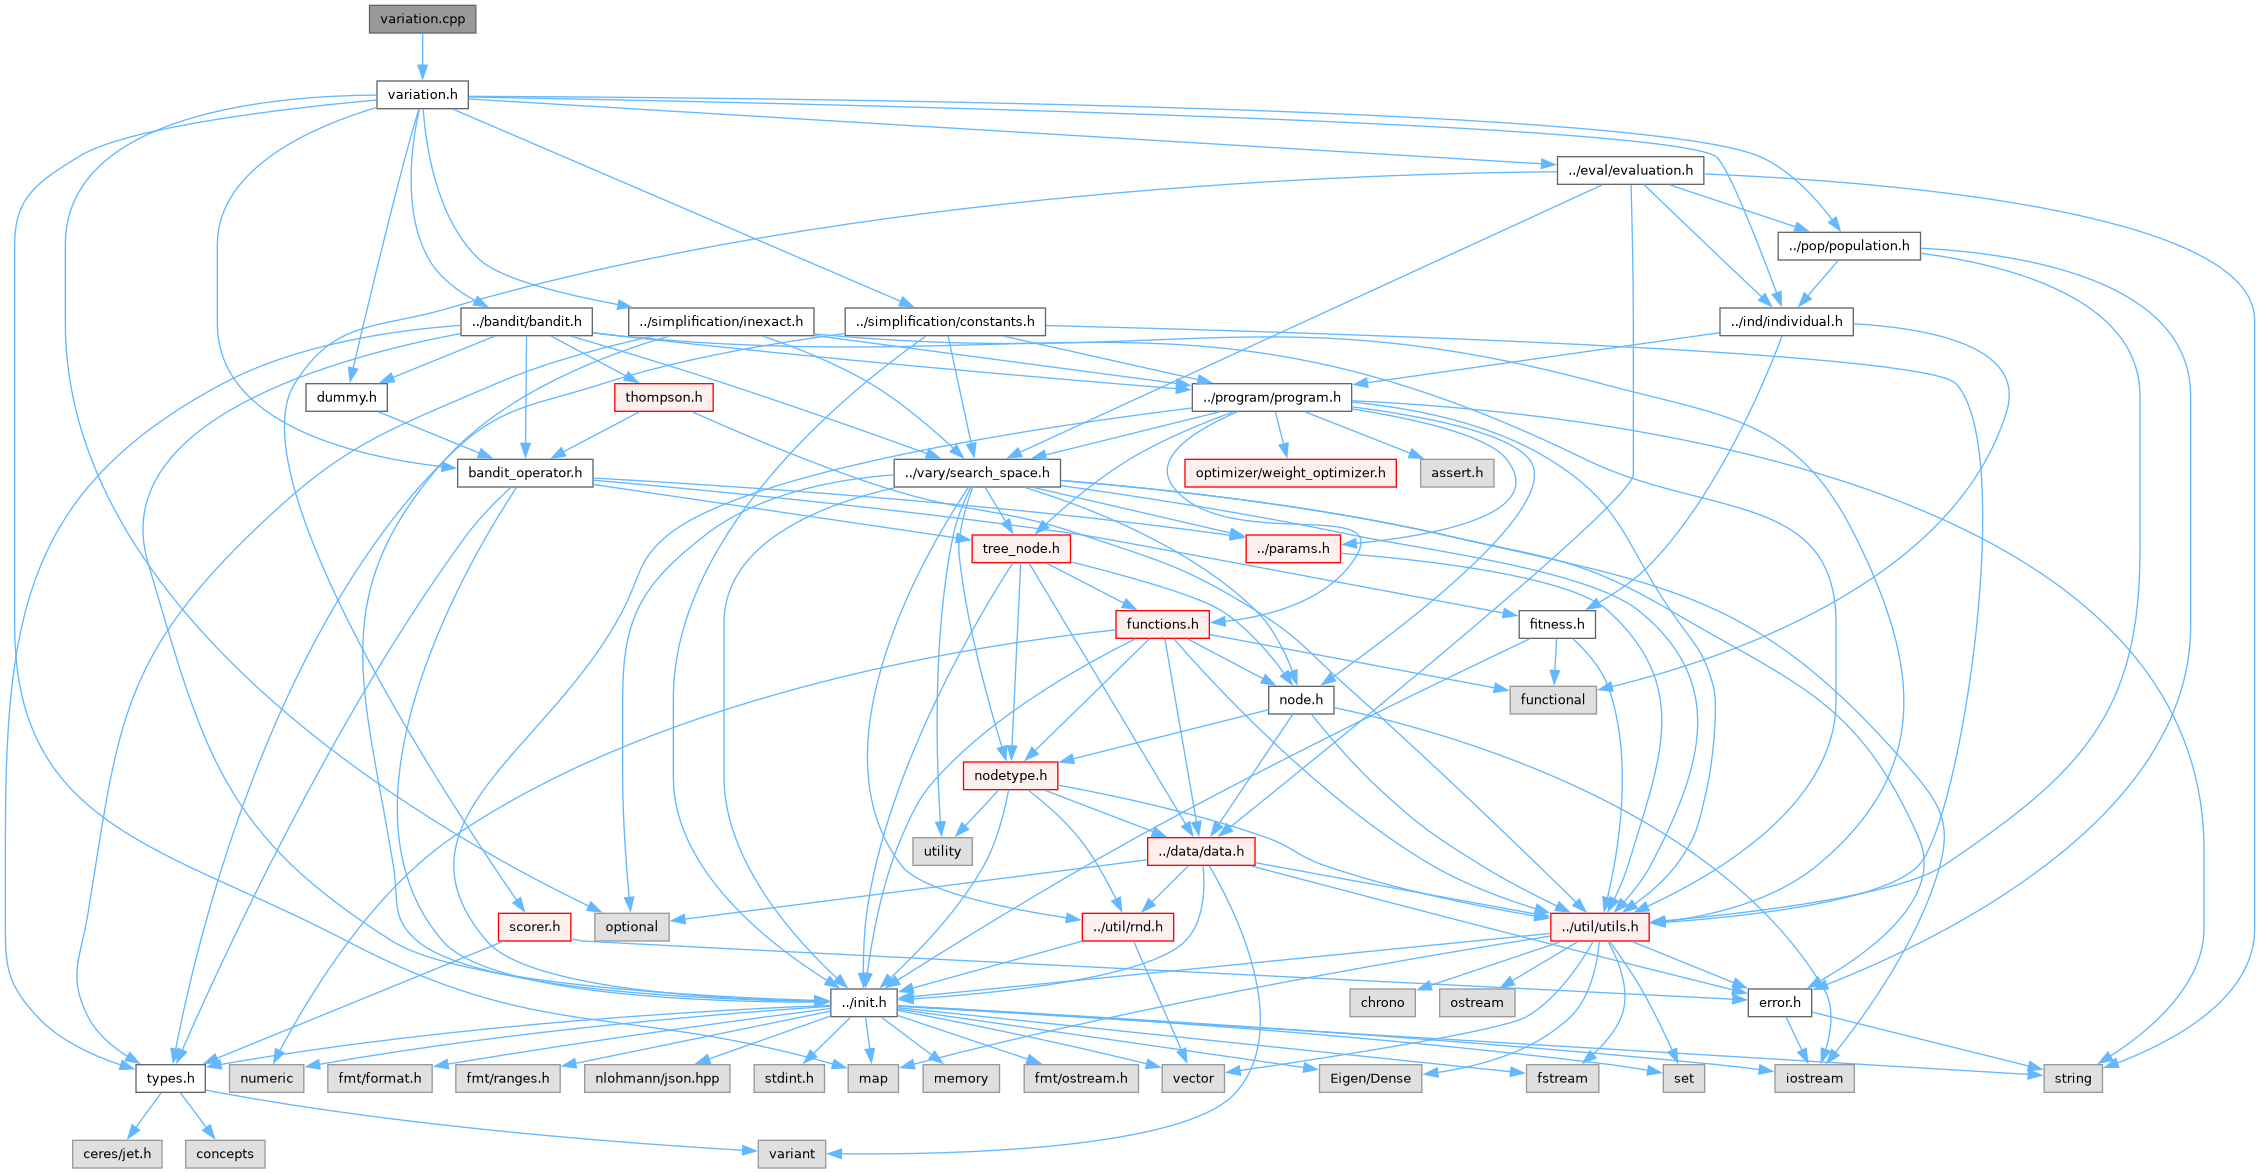 variation.cpp
variation.h
../eval/evaluation.h
../pop/population.h
../bandit/bandit.h
../simplification/inexact.h
../simplification/constants.h
../ind/individual.h
dummy.h
thompson.h
../program/program.h
bandit_operator.h
../vary/search_space.h
optimizer/weight_optimizer.h
assert.h
tree_node.h
../params.h
functions.h
fitness.h
node.h
functional
nodetype.h
utility
../data/data.h
scorer.h
optional
../util/rnd.h
../util/utils.h
../init.h
chrono
ostream
error.h
types.h
numeric
fmt/format.h
fmt/ranges.h
nlohmann/json.hpp
stdint.h
map
memory
fmt/ostream.h
vector
Eigen/Dense
fstream
set
iostream
string
ceres/jet.h
concepts
variant